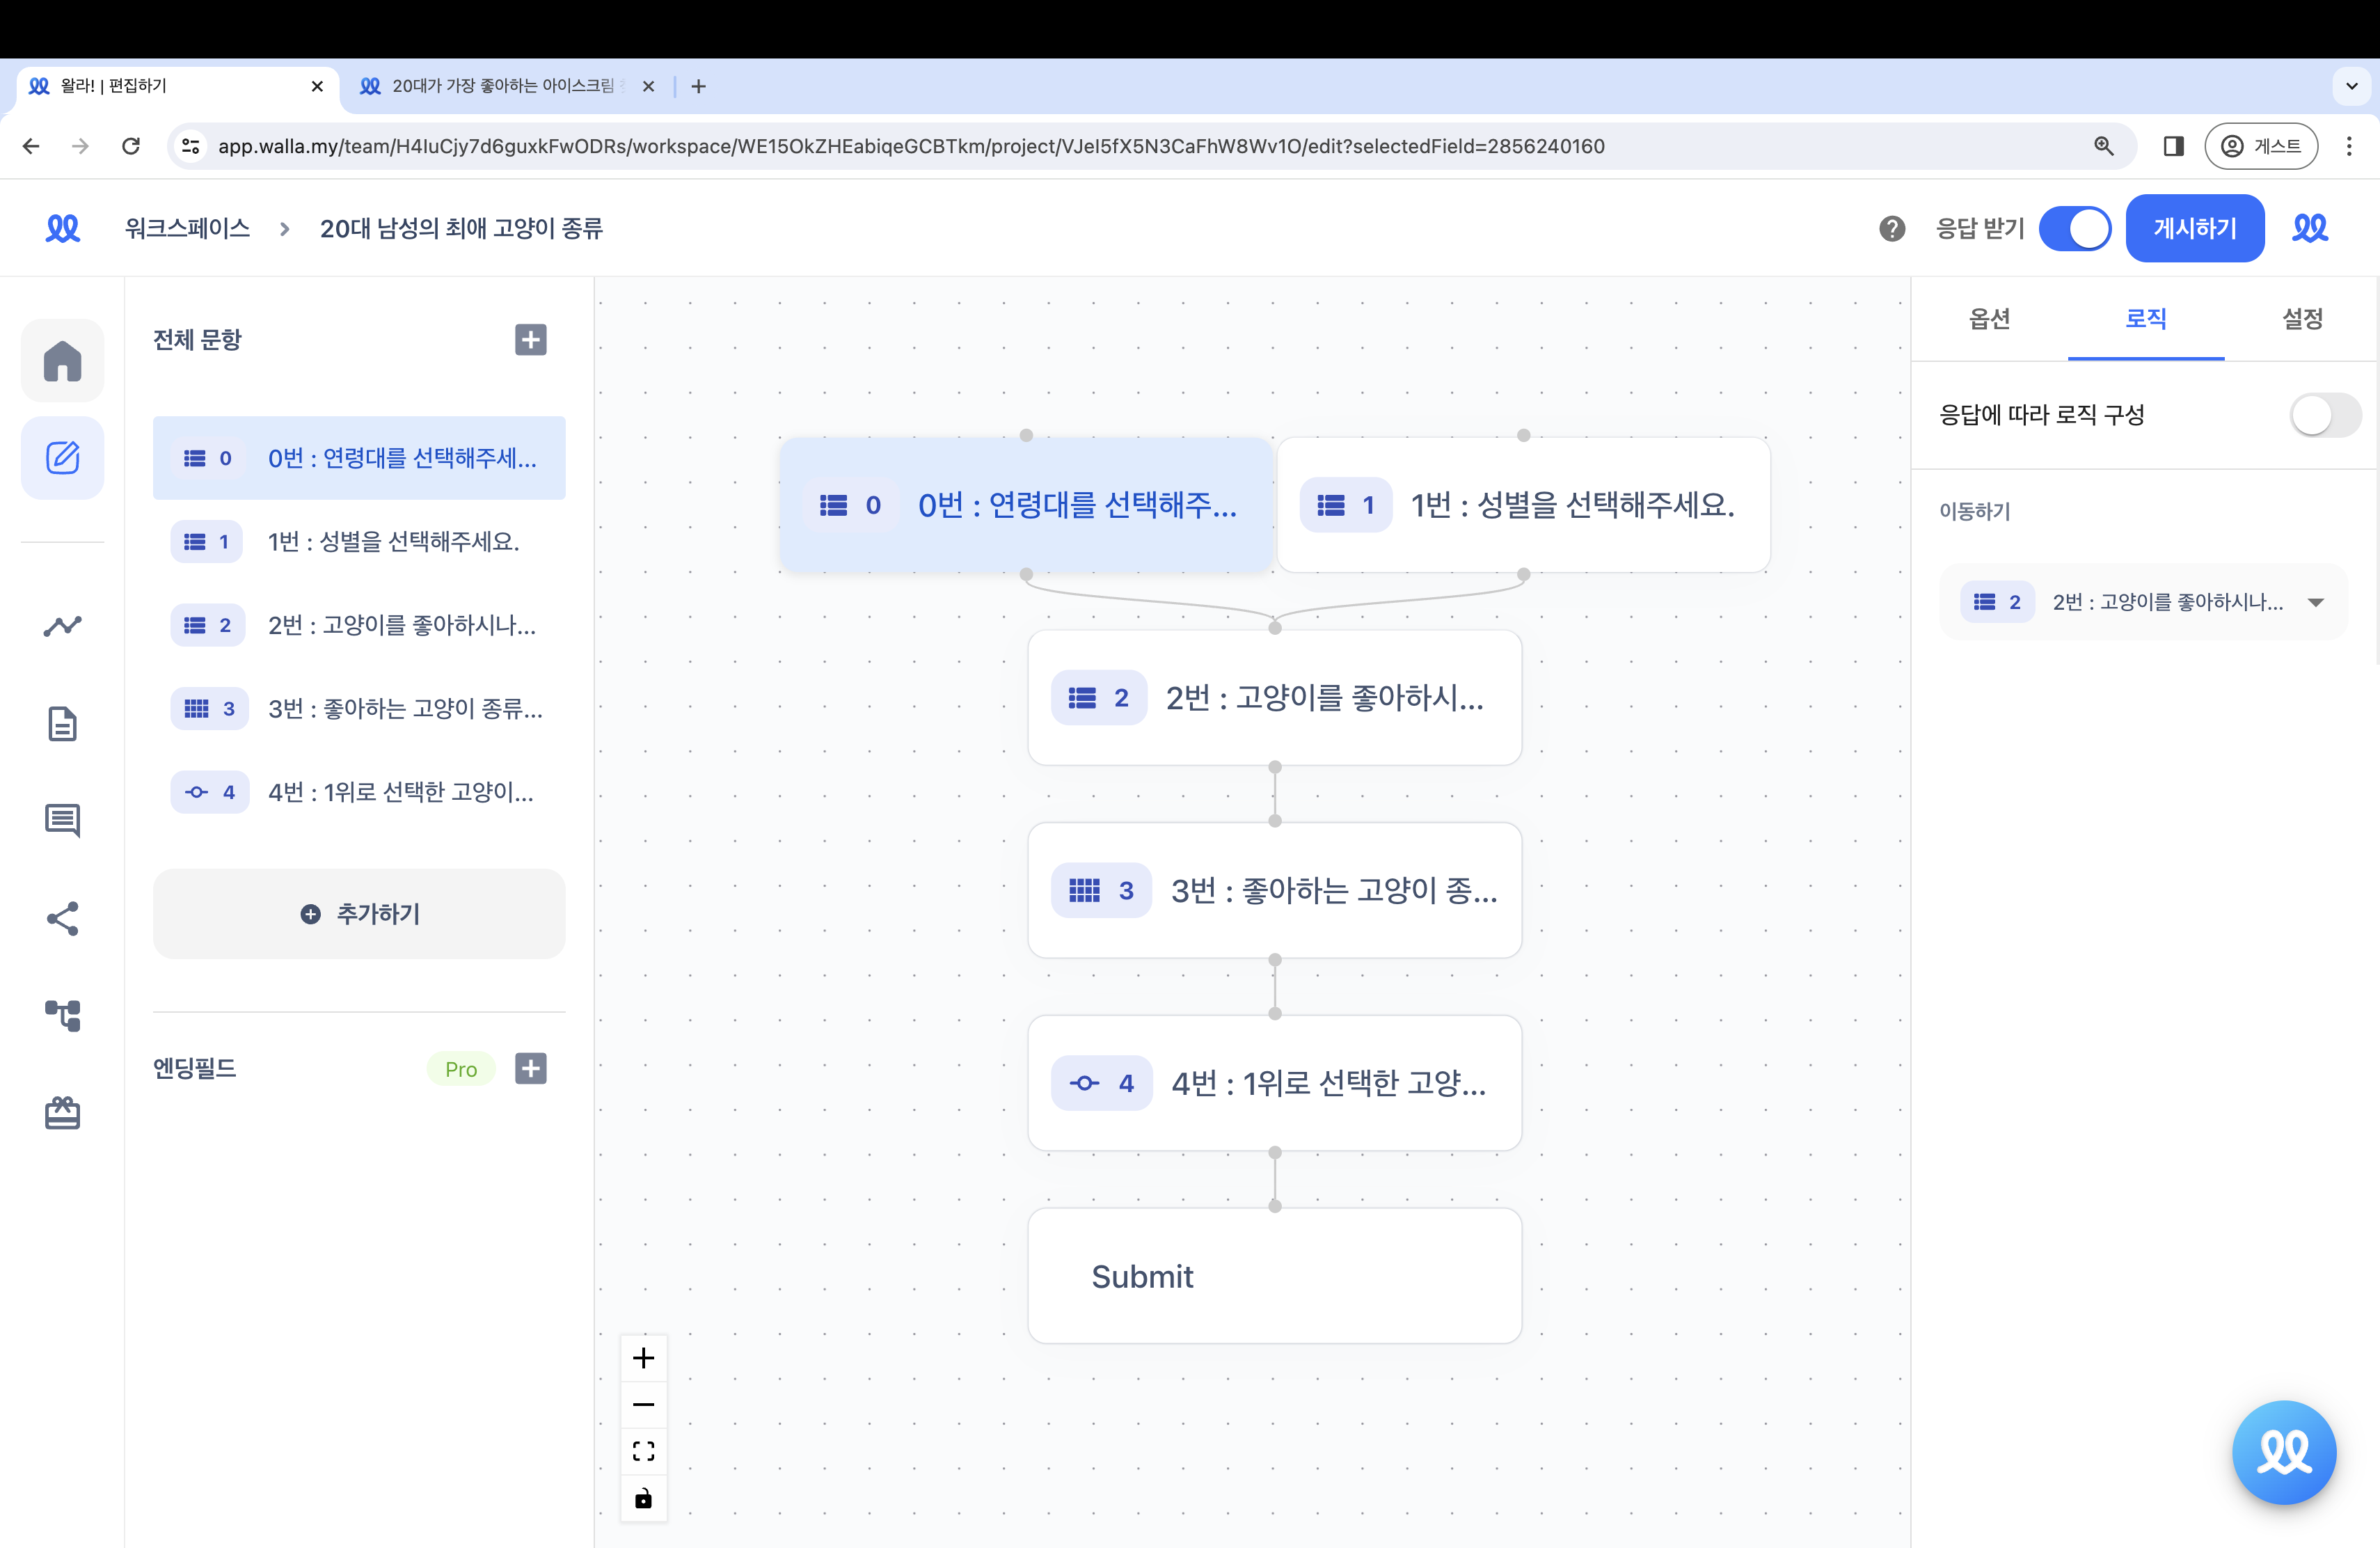 왈라! | 편집하기
20대가 가장 좋아하는 아이스크림
app.walla.my/team/H4IuCjy7d6guxkFwODRs/workspace/WE15OkZHEabiqeGCBTkm/project/VJeI5fX5N3CaFhW8Wv1O/edit?selectedField=2856240160
게스트
워크스페이스
20대 남성의 최애 고양이 종류
응답 받기
게시하기
전체 문항
0 0번 : 연령대를 선택해주세...
1 1번 : 성별을 선택해주세요.
2 2번 : 고양이를 좋아하시나...
3 3번 : 좋아하는 고양이 종류...
4 4번 : 1위로 선택한 고양이...
추가하기
엔딩필드
Pro
0 0번 : 연령대를 선택해주...
1 1번 : 성별을 선택해주세요.
2 2번 : 고양이를 좋아하시...
3 3번 : 좋아하는 고양이 종...
4 4번 : 1위로 선택한 고양...
Submit
옵션
로직
설정
응답에 따라 로직 구성
이동하기
2 2번 : 고양이를 좋아하시나...